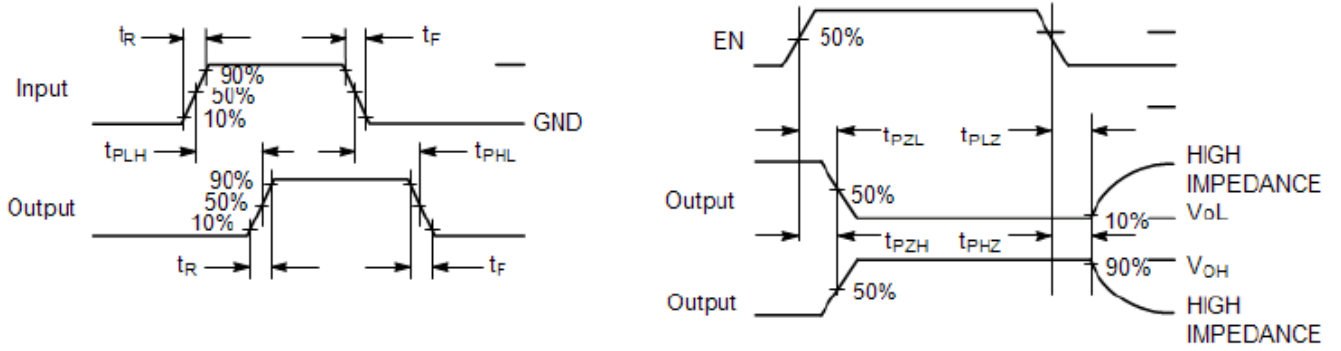 tR
tF
Input
90%
50%
10%
GND
tPLH
tPHL
Output
90%
50%
10%
tR
tF
EN
50%
tPZL
tPLZ
Output
50%
HIGH
IMPEDANCE
10%
VOL
tPZH
tPHZ
90%
VOH
Output
50%
HIGH
IMPEDANCE